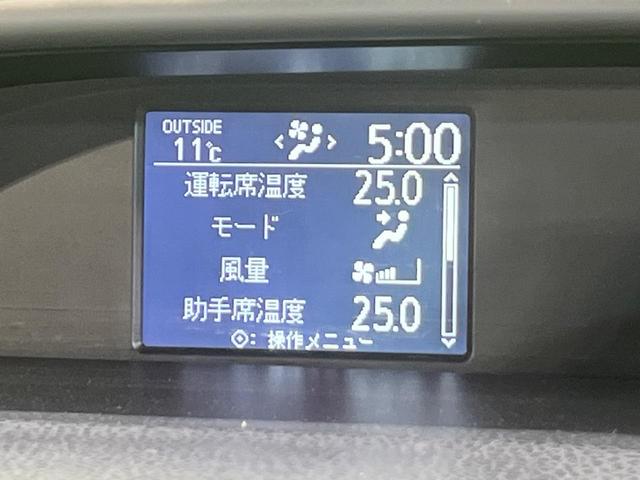 OUTSIDE
11℃ < > 5:00
運転席温度 25.0
モード
風量
助手席温度 25.0
: 操作メニュー